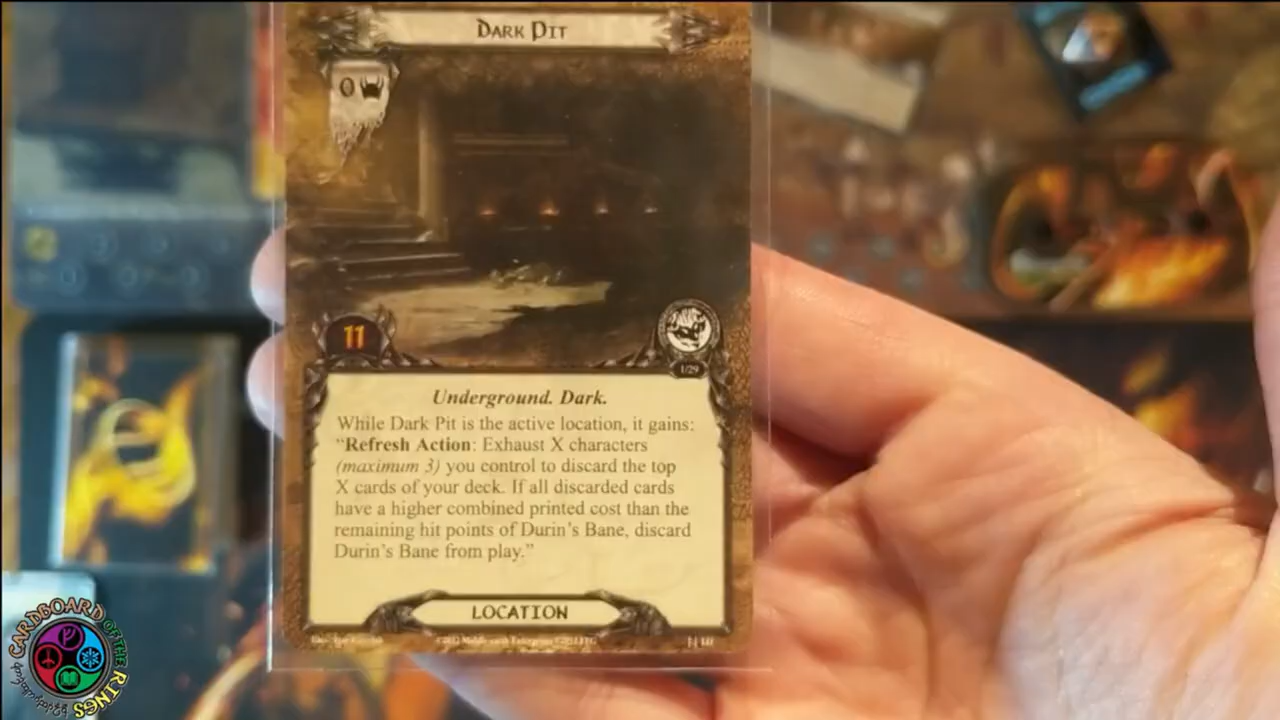 DARK PIT
0
11
1/29
Underground. Dark.
While Dark Pit is the active location, it gains:
“Refresh Action: Exhaust X characters
(maximum 3) you control to discard the top
X cards of your deck. If all discarded cards
have a higher combined printed cost than the
remaining hit points of Durin’s Bane, discard
Durin’s Bane from play.”
LOCATION
CARDBOARD OF THE RINGS